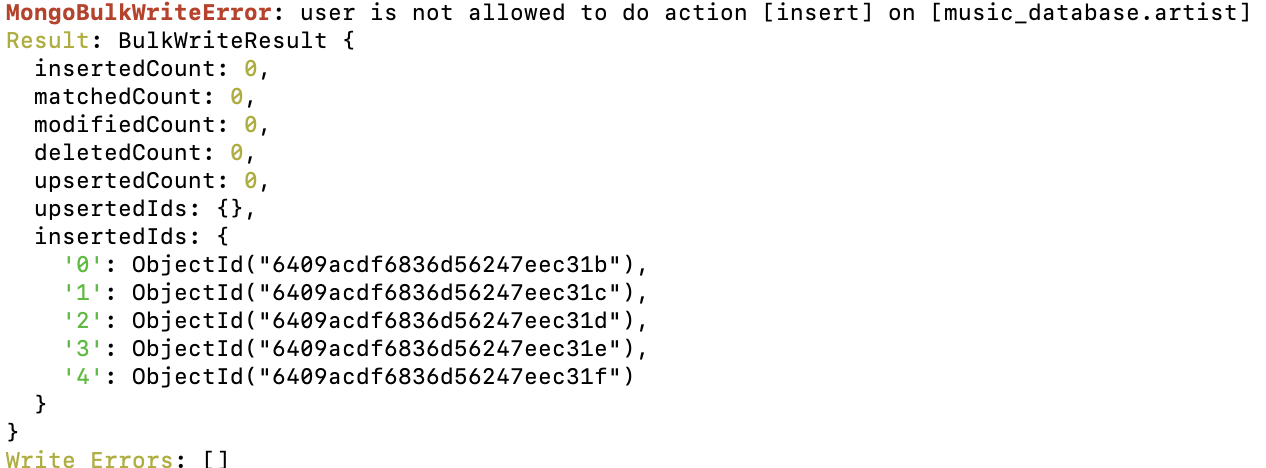 MongoBulkWriteError: user is not allowed to do action [insert] on [music_database.artist]
Result: BulkWriteResult {
  insertedCount: 0,
  matchedCount: 0,
  modifiedCount: 0,
  deletedCount: 0,
  upsertedCount: 0,
  upsertedIds: {},
  insertedIds: {
    '0': ObjectId("6409acdf6836d56247eec31b"),
    '1': ObjectId("6409acdf6836d56247eec31c"),
    '2': ObjectId("6409acdf6836d56247eec31d"),
    '3': ObjectId("6409acdf6836d56247eec31e"),
    '4': ObjectId("6409acdf6836d56247eec31f")
  }
}
Write Errors: []